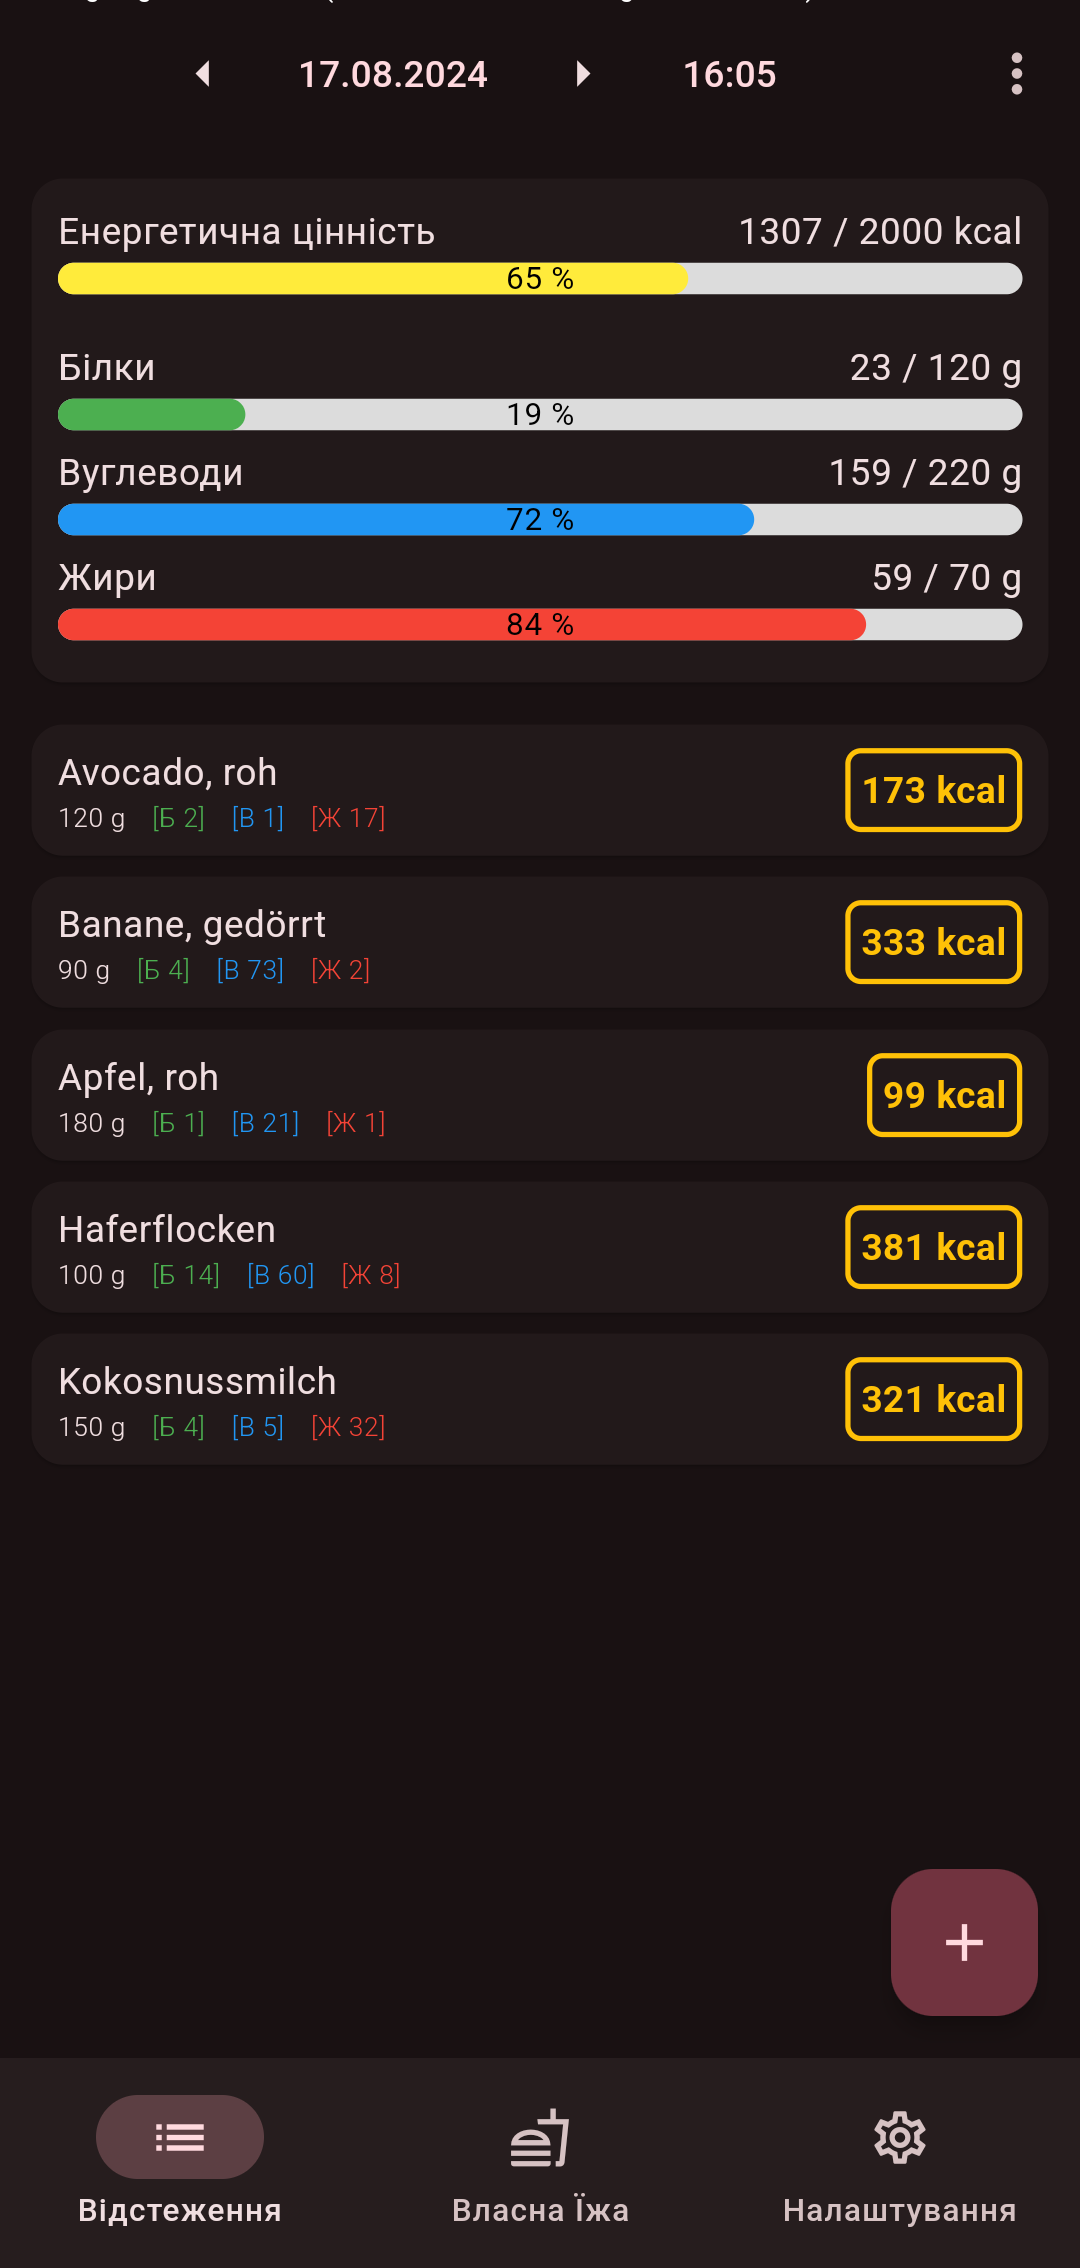 17.08.2024 16:05
Енергетична цінність 1307 / 2000 kcal
65 %
Білки 23 / 120 g
19 %
Вуглеводи 159 / 220 g
72 %
Жири 59 / 70 g
84 %
Avocado, roh
173 kcal
120 g [Б 2] [В 1] [Ж 17]
Banane, gedörrt
333 kcal
90 g [Б 4] [В 73] [Ж 2]
Apfel, roh
99 kcal
180 g [Б 1] [В 21] [Ж 1]
Haferflocken
381 kcal
100 g [Б 14] [В 60] [Ж 8]
Kokosnussmilch
321 kcal
150 g [Б 4] [В 5] [Ж 32]
Відстеження Власна Їжа Налаштування